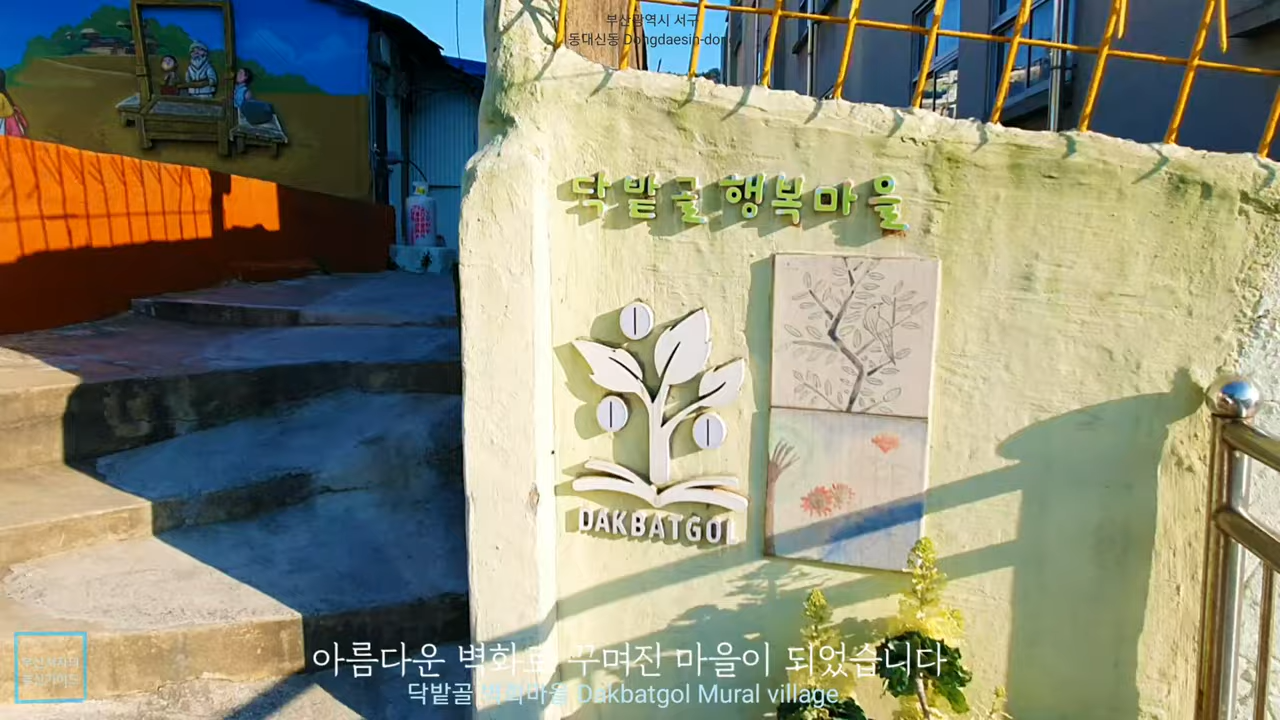 부산광역시 서구
동대신동 Dongdaesin-dong
닥밭골행복마을
DAKBATGOL
아름다운 벽화로 꾸며진 마을이 되었습니다
닥밭골 벽화마을 Dakbatgol Mural village